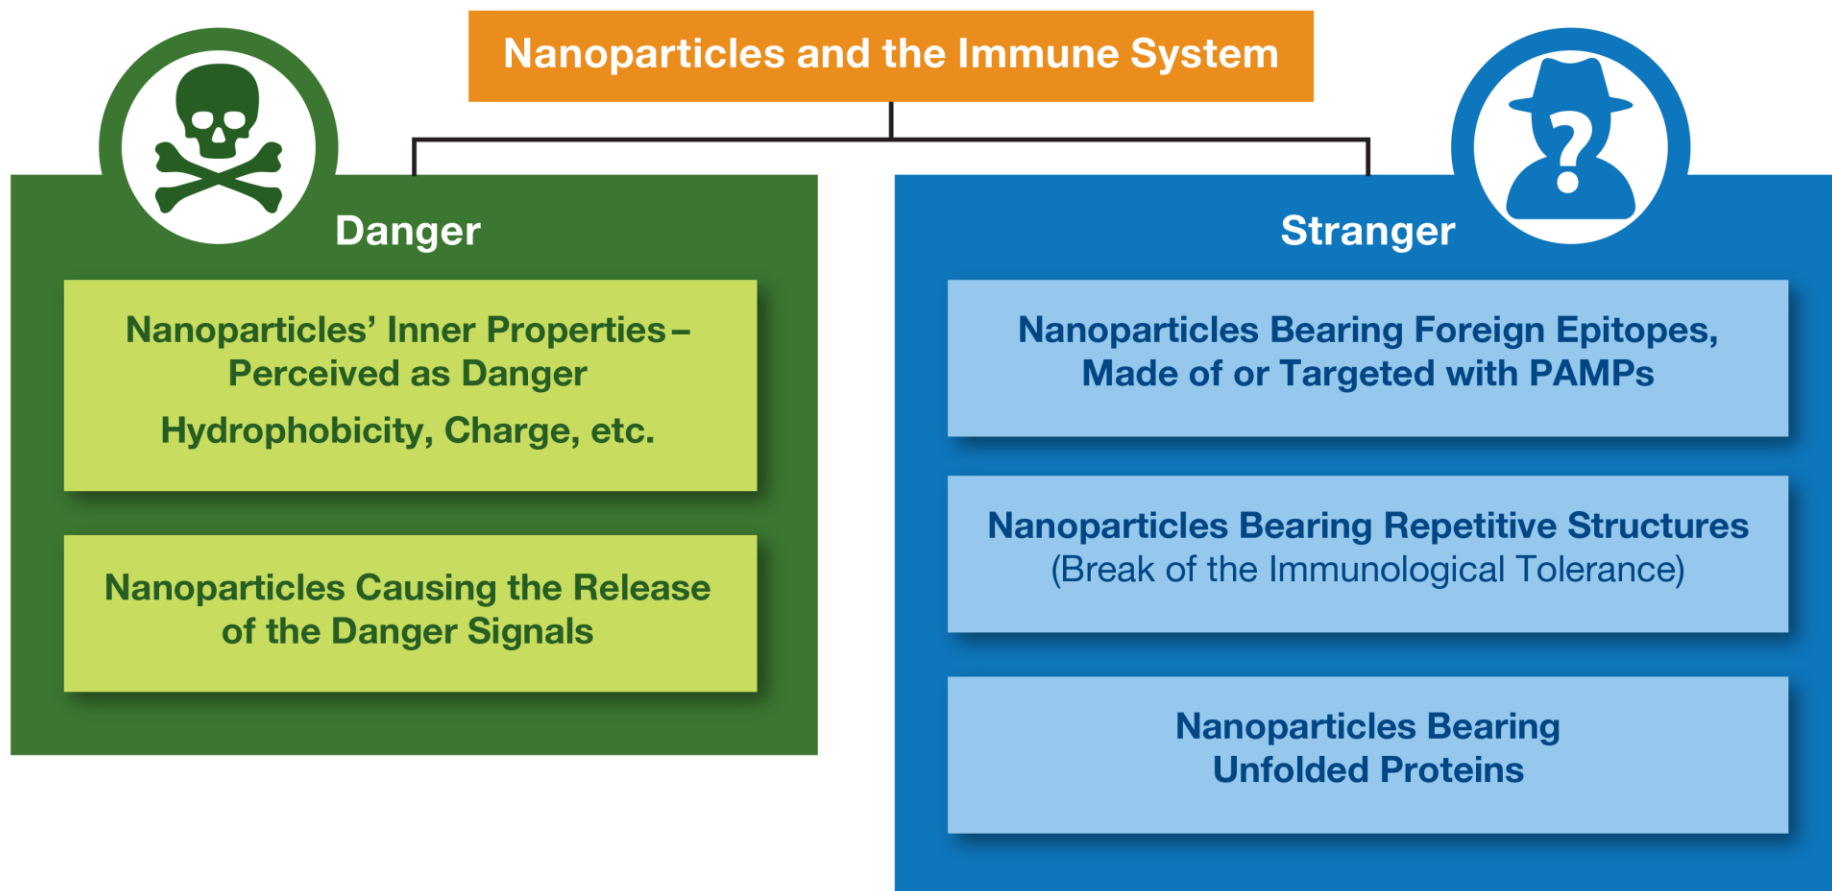 Nanoparticles and the Immune System
Danger
Nanoparticles’ Inner Properties–
Perceived as Danger
Hydrophobicity, Charge, etc.
Nanoparticles Causing the Release
of the Danger Signals
?
Stranger
Nanoparticles Bearing Foreign Epitopes,
Made of or Targeted with PAMPs
Nanoparticles Bearing Repetitive Structures
(Break of the Immunological Tolerance)
Nanoparticles Bearing
Unfolded Proteins